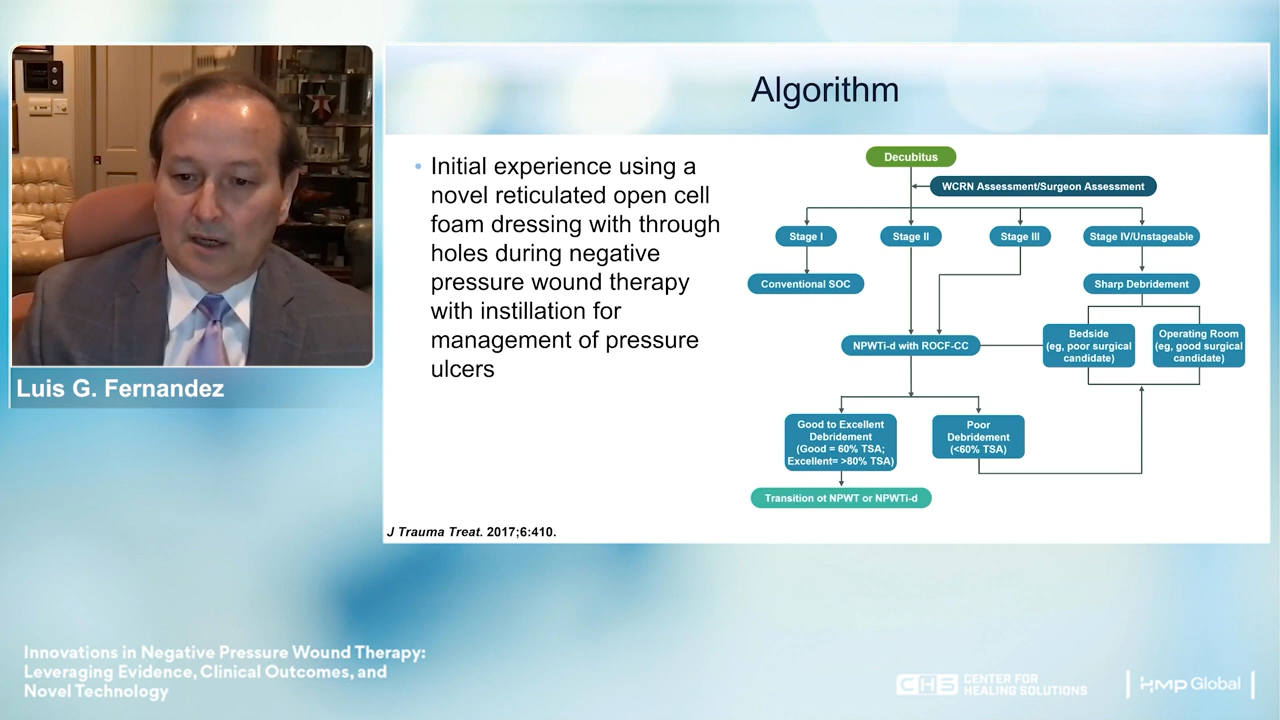 Algorithm
• Initial experience using a
novel reticulated open cell
foam dressing with through
holes during negative
pressure wound therapy
with instillation for
management of pressure
ulcers
Decubitus
WCRN Assessment/Surgeon Assessment
Stage I
Stage II
Stage III
Stage IV/Unstageable
Conventional SOC
Sharp Debridement
NPWTi-d with ROCF-CC
Bedside
(eg, poor surgical
candidate)
Operating Room
(eg, good surgical
candidate)
Good to Excellent
Debridement
(Good = 60% TSA;
Excellent= >80% TSA)
Poor
Debridement
(<60% TSA)
Transition ot NPWT or NPWTi-d
J Trauma Treat. 2017;6:410.
Luis G. Fernandez
Innovations in Negative Pressure Wound Therapy:
Leveraging Evidence, Clinical Outcomes, and
Novel Technology
CHS
CENTER FOR
HEALING SOLUTIONS
HMP Global